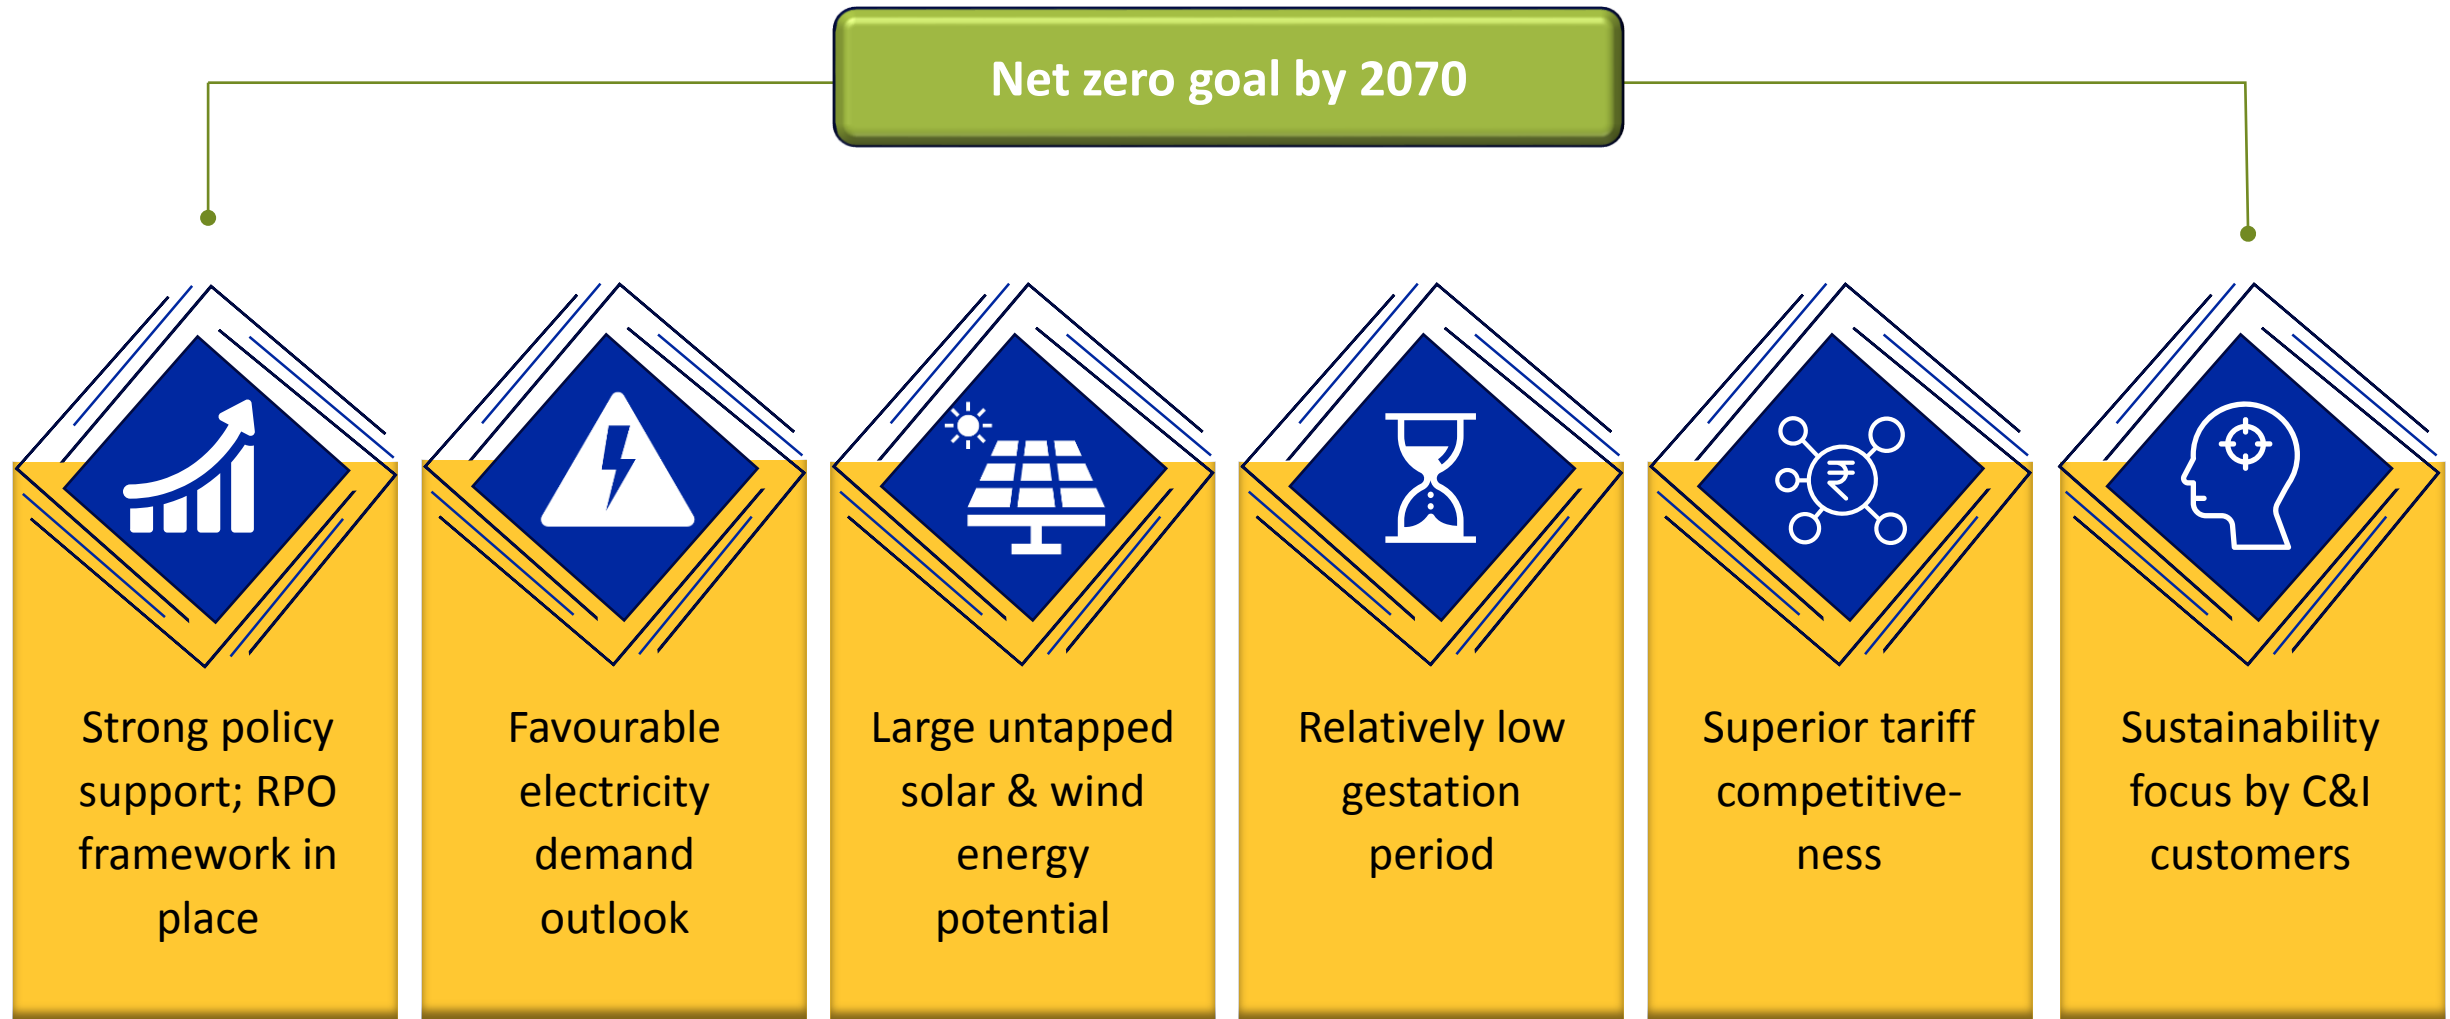 Net zero goal by 2070
Strong policy
support; RPO
framework in
place
Favourable
electricity
demand
outlook
Large untapped
solar & wind
energy
potential
Relatively low
gestation
period
₹
Superior tariff
competitive-
ness
Sustainability
focus by C&I
customers